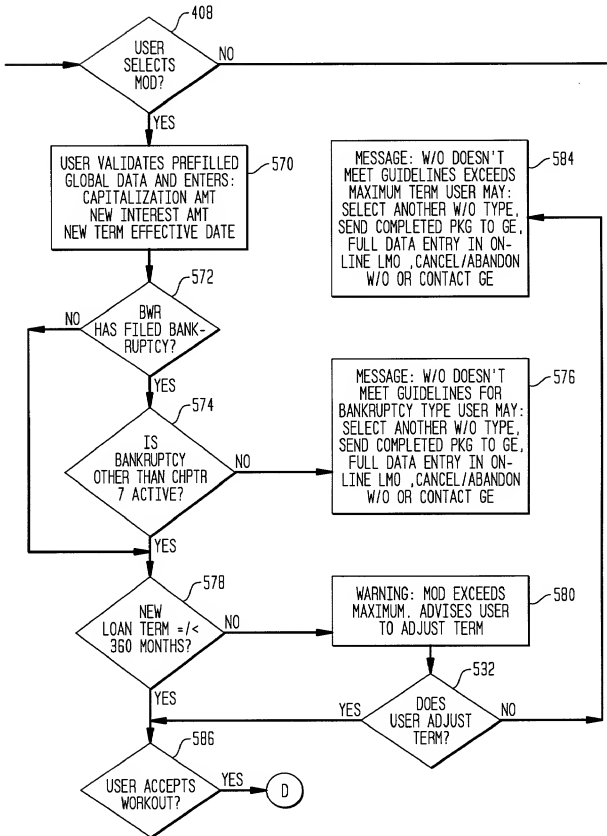 408
USER
SELECTS
MOD?
NO
YES
USER VALIDATES PREFILLED
GLOBAL DATA AND ENTERS:
CAPITALIZATION AMT
NEW INTEREST AMT
NEW TERM EFFECTIVE DATE
570
MESSAGE: W/O DOESN'T
MEET GUIDELINES EXCEEDS
MAXIMUM TERM USER MAY:
SELECT ANOTHER W/O TYPE,
SEND COMPLETED PKG TO GE,
FULL DATA ENTRY IN ON-
LINE LMO ,CANCEL/ABANDON
W/O OR CONTACT GE
584
572
BWR
HAS FILED BANK-
RUPTCY?
NO
YES
574
IS
BANKRUPTCY
OTHER THAN CHPTR
7 ACTIVE?
NO
YES
MESSAGE: W/O DOESN'T
MEET GUIDELINES FOR
BANKRUPTCY TYPE USER MAY:
SELECT ANOTHER W/O TYPE,
SEND COMPLETED PKG TO GE,
FULL DATA ENTRY IN ON-
LINE LMO ,CANCEL/ABANDON
W/O OR CONTACT GE
576
578
NEW
LOAN TERM =/<
360 MONTHS?
NO
YES
WARNING: MOD EXCEEDS
MAXIMUM. ADVISES USER
TO ADJUST TERM
580
532
DOES
USER ADJUST
TERM?
YES
NO
586
USER ACCEPTS
WORKOUT?
YES
D